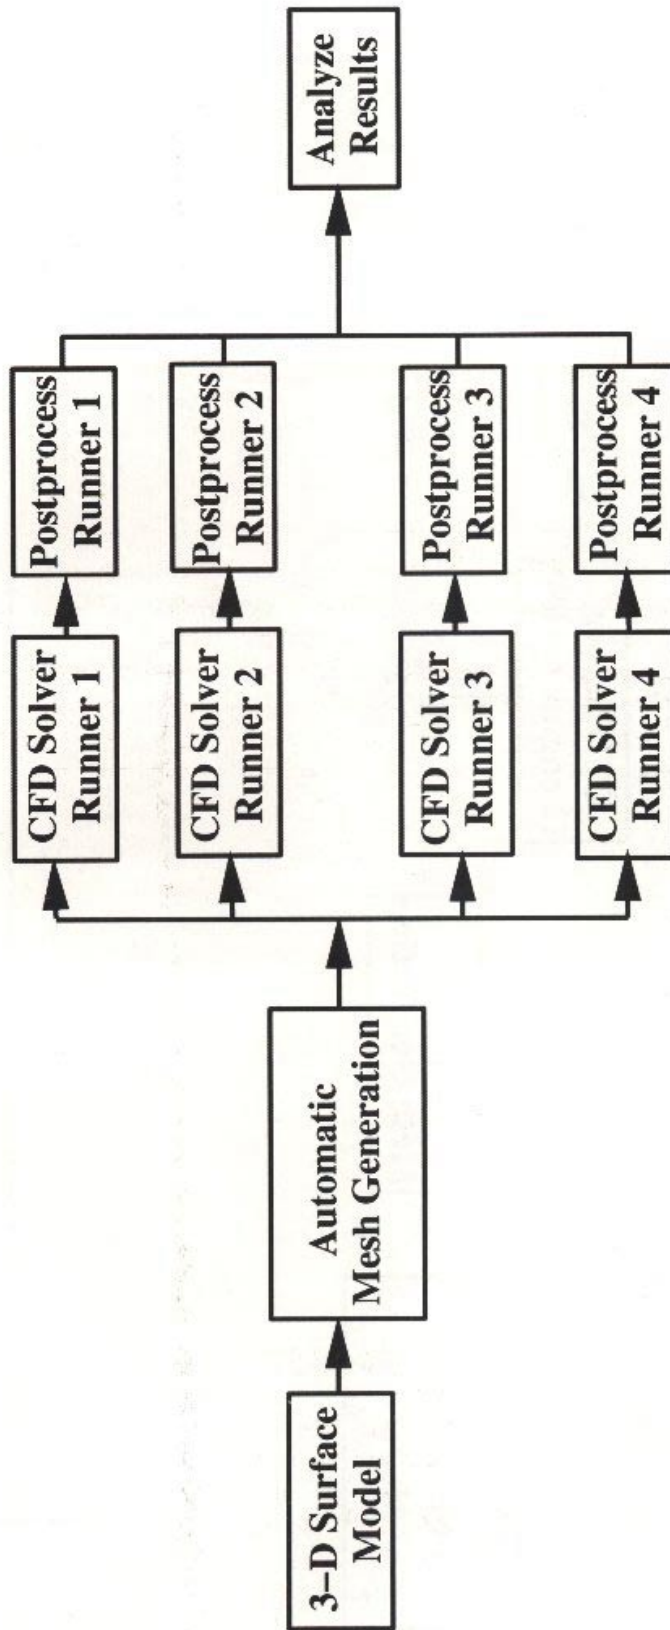 3–D Surface
Model
Automatic
Mesh Generation
CFD Solver
Runner 1
Postprocess
Runner 1
CFD Solver
Runner 2
Postprocess
Runner 2
CFD Solver
Runner 3
Postprocess
Runner 3
CFD Solver
Runner 4
Postprocess
Runner 4
Analyze
Results